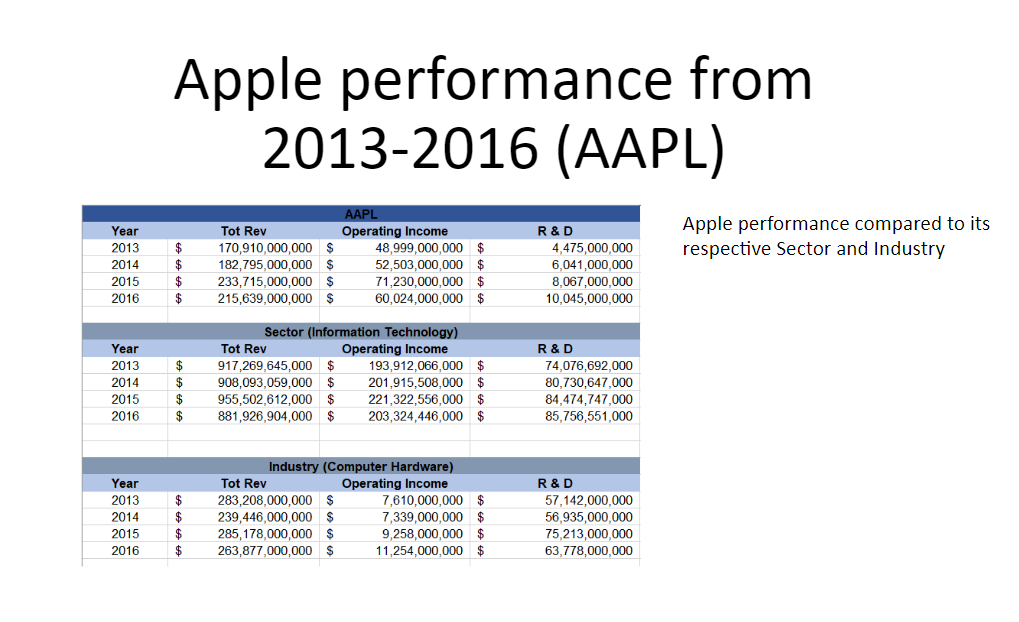 Apple performance from
2013-2016 (AAPL)
AAPL
Year Tot Rev Operating Income R & D
2013 $ 170,910,000,000 $ 48,999,000,000 $ 4,475,000,000
2014 $ 182,795,000,000 $ 52,503,000,000 $ 6,041,000,000
2015 $ 233,715,000,000 $ 71,230,000,000 $ 8,067,000,000
2016 $ 215,639,000,000 $ 60,024,000,000 $ 10,045,000,000
Sector (Information Technology)
Year Tot Rev Operating Income R & D
2013 $ 917,269,645,000 $ 193,912,066,000 $ 74,076,692,000
2014 $ 908,093,059,000 $ 201,915,508,000 $ 80,730,647,000
2015 $ 955,502,612,000 $ 221,322,556,000 $ 84,474,747,000
2016 $ 881,926,904,000 $ 203,324,446,000 $ 85,756,551,000
Industry (Computer Hardware)
Year Tot Rev Operating Income R & D
2013 $ 283,208,000,000 $ 7,610,000,000 $ 57,142,000,000
2014 $ 239,446,000,000 $ 7,339,000,000 $ 56,935,000,000
2015 $ 285,178,000,000 $ 9,258,000,000 $ 75,213,000,000
2016 $ 263,877,000,000 $ 11,254,000,000 $ 63,778,000,000
Apple performance compared to its
respective Sector and Industry